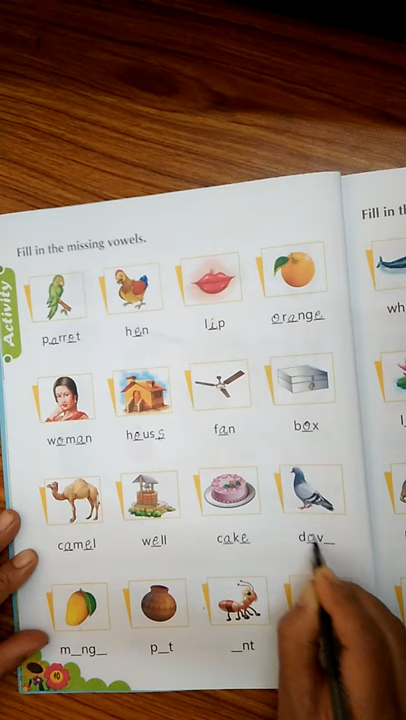 Activity
Fill in the missing vowels.
Fill in th
parrot hen lip orange
wh
woman house fan box
camel well cake dov_
m_ng_ p_t _nt